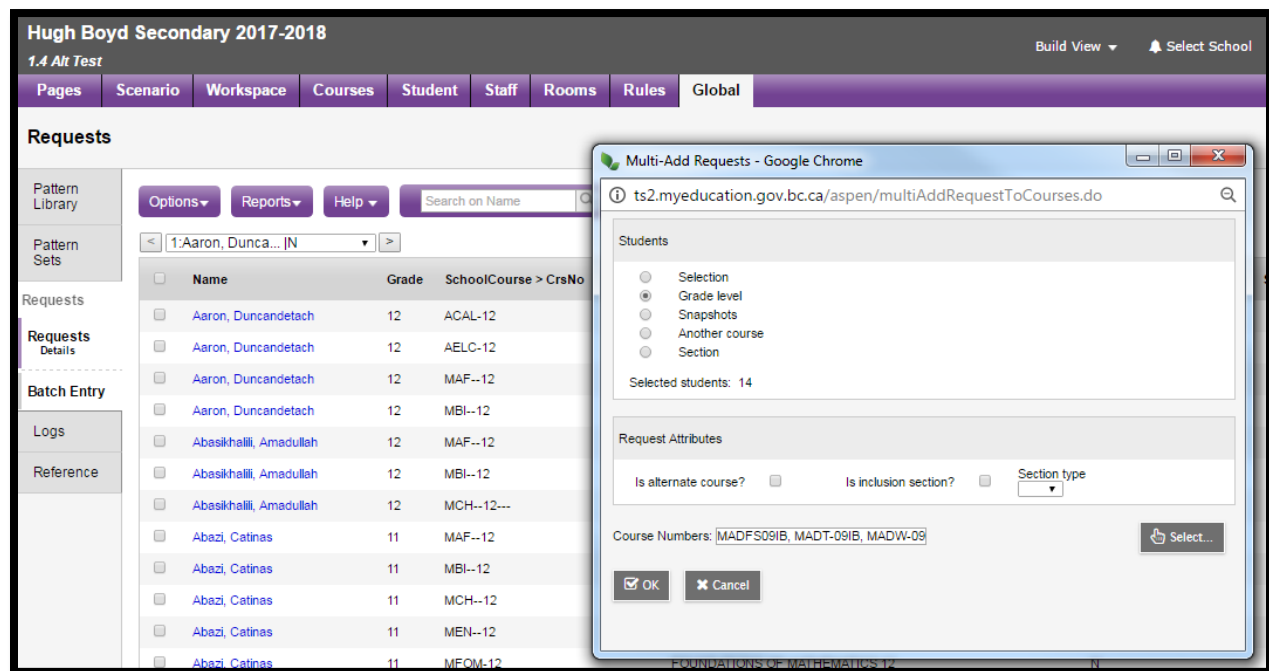 Hugh Boyd Secondary 2017-2018
1.4 Alt Test
Build View
Select School
Pages Scenario Workspace Courses Student Staff Rooms Rules Global
Requests
Pattern Library
Pattern Sets
Requests
Requests
Details
Batch Entry
Logs
Reference
Options Reports Help Search on Name
< 1:Aaron, Dunca... |N >
Name Grade SchoolCourse > CrsNo
Aaron, Duncandetach 12 ACAL-12
Aaron, Duncandetach 12 AELC-12
Aaron, Duncandetach 12 MAF--12
Aaron, Duncandetach 12 MBI--12
Abasikhalili, Amadullah 12 MAF--12
Abasikhalili, Amadullah 12 MBI--12
Abasikhalili, Amadullah 12 MCH--12---
Abazi, Catinas 11 MAF--12
Abazi, Catinas 11 MBI--12
Abazi, Catinas 11 MCH--12
Abazi, Catinas 11 MEN--12
Abazi, Catinas 11 MFOM-12 FOUNDATIONS OF MATHEMATICS 12 N
Multi-Add Requests - Google Chrome
ts2.myeducation.gov.bc.ca/aspen/multiAddRequestToCourses.do
Students
Selection
Grade level
Snapshots
Another course
Section
Selected students: 14
Request Attributes
Is alternate course? Is inclusion section? Section type
Course Numbers: MADFS09IB, MADT-09IB, MADW-09 Select...
OK Cancel